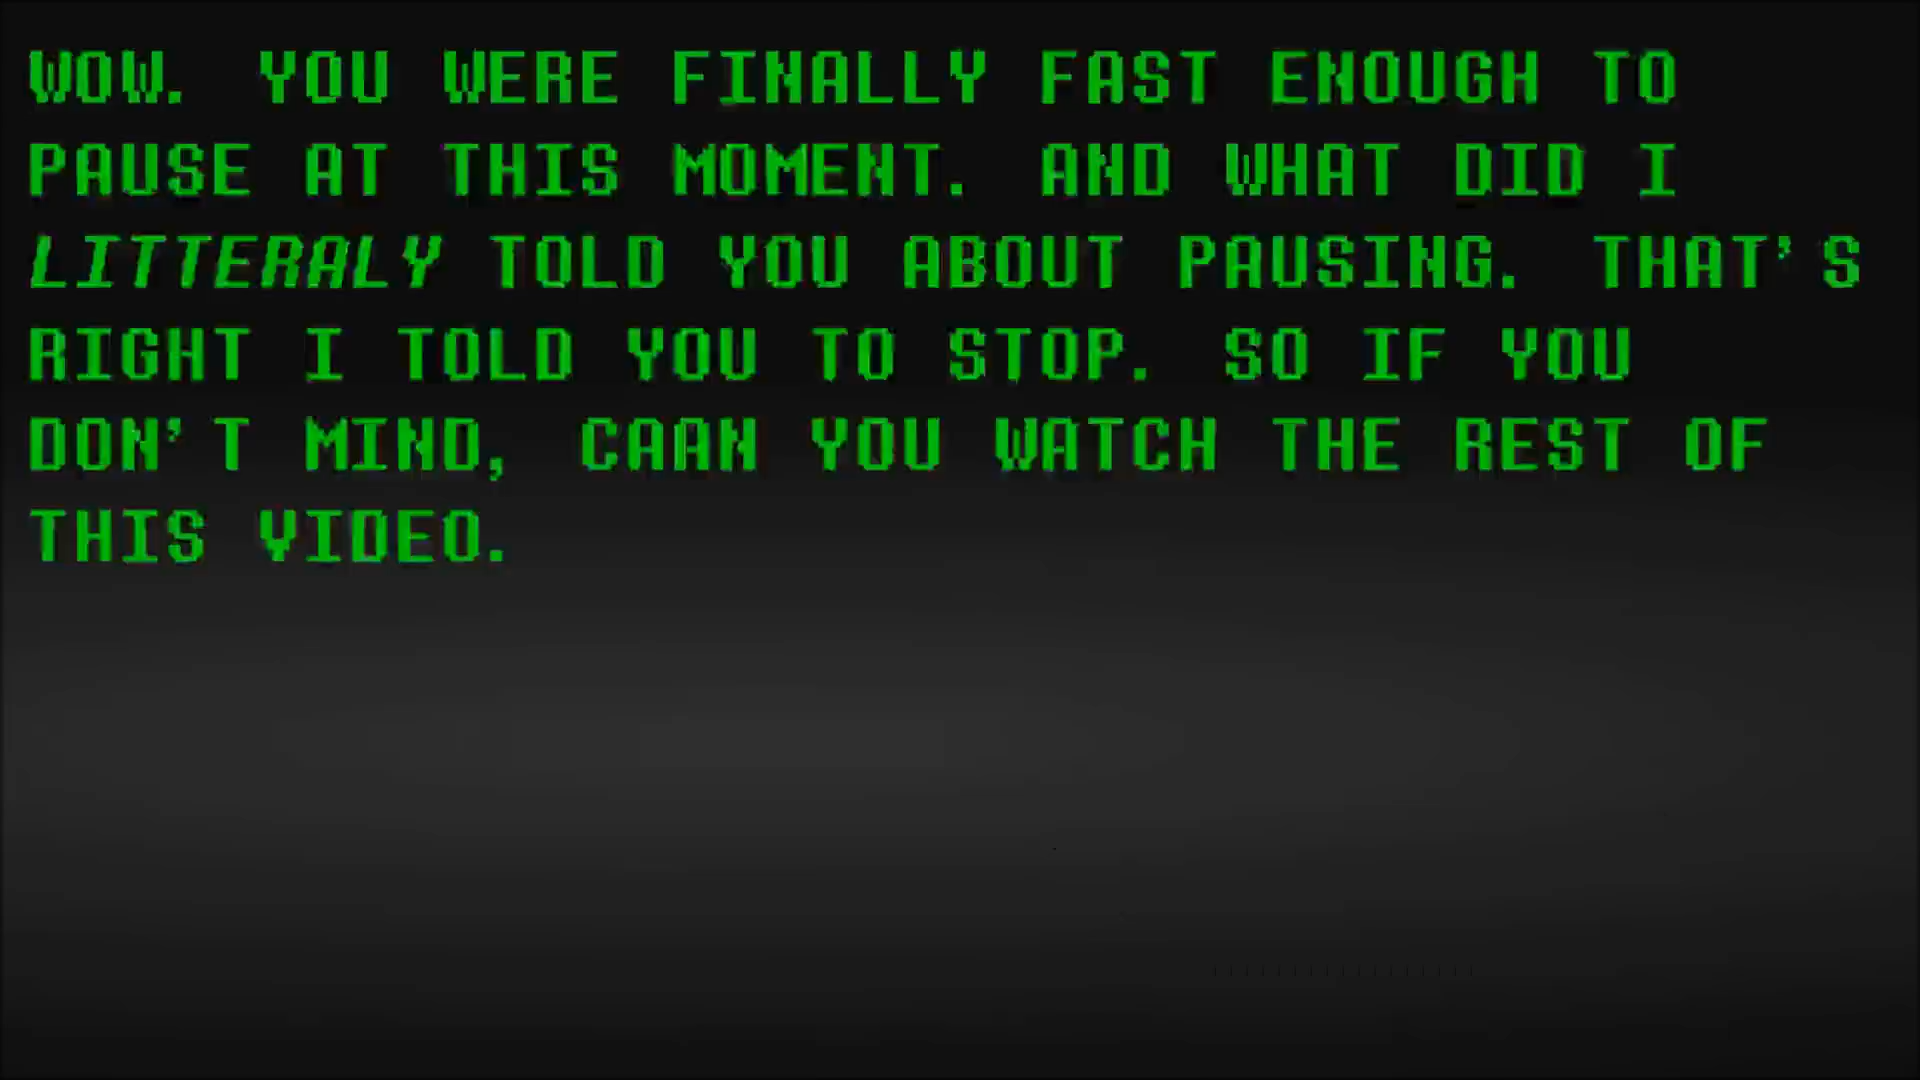 WOW. YOU WERE FINALLY FAST ENOUGH TO
PAUSE AT THIS MOMENT. AND WHAT DID I
LITTERALY TOLD YOU ABOUT PAUSING. THAT'S
RIGHT I TOLD YOU TO STOP. SO IF YOU
DON'T MIND, CAAN YOU WATCH THE REST OF
THIS VIDEO.